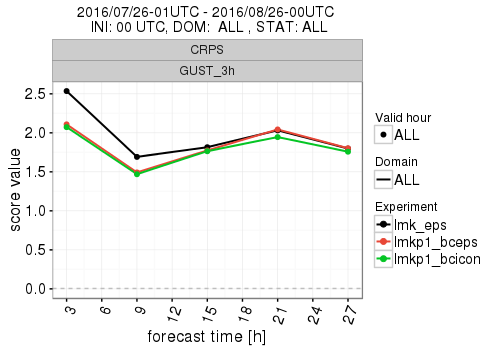 2016/07/26-01UTC - 2016/08/26-00UTC
INI: 00 UTC, DOM: ALL , STAT: ALL
CRPS
GUST_3h
score value
2.5
2.0
1.5
1.0
0.5
0.0
3
6
9
12
15
18
21
24
27
forecast time [h]
Valid hour
ALL
Domain
ALL
Experiment
lmk_eps
lmkp1_bceps
lmkp1_bcicon